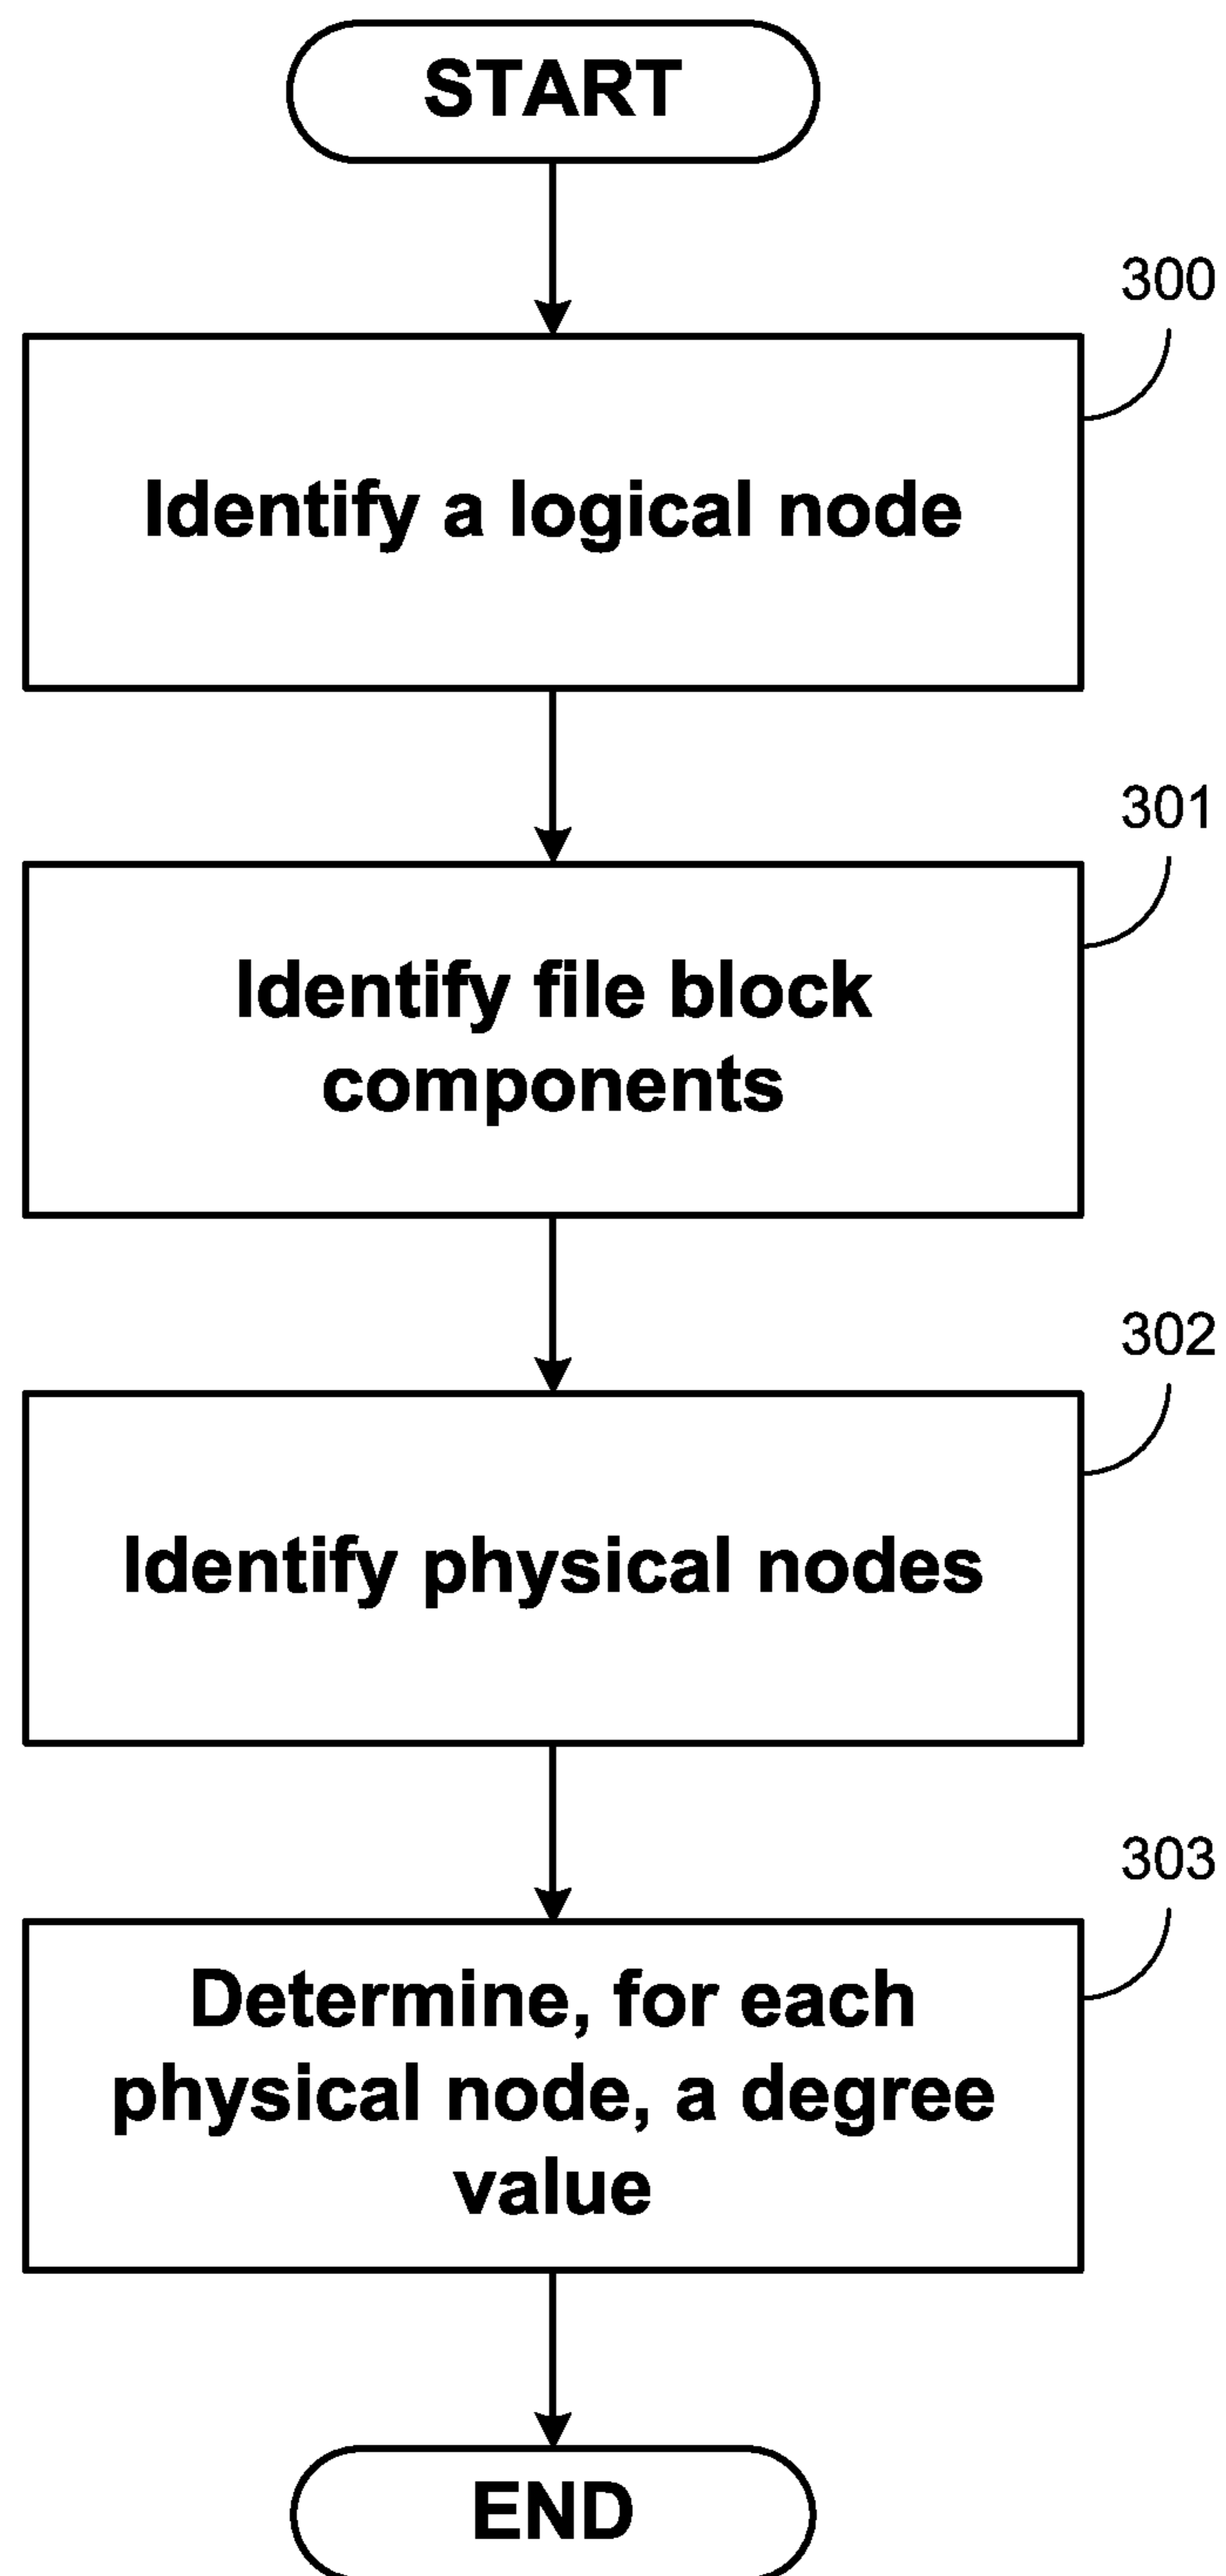 START
300
Identify a logical node
301
Identify file block
components
302
Identify physical nodes
303
Determine, for each
physical node, a degree
value
END